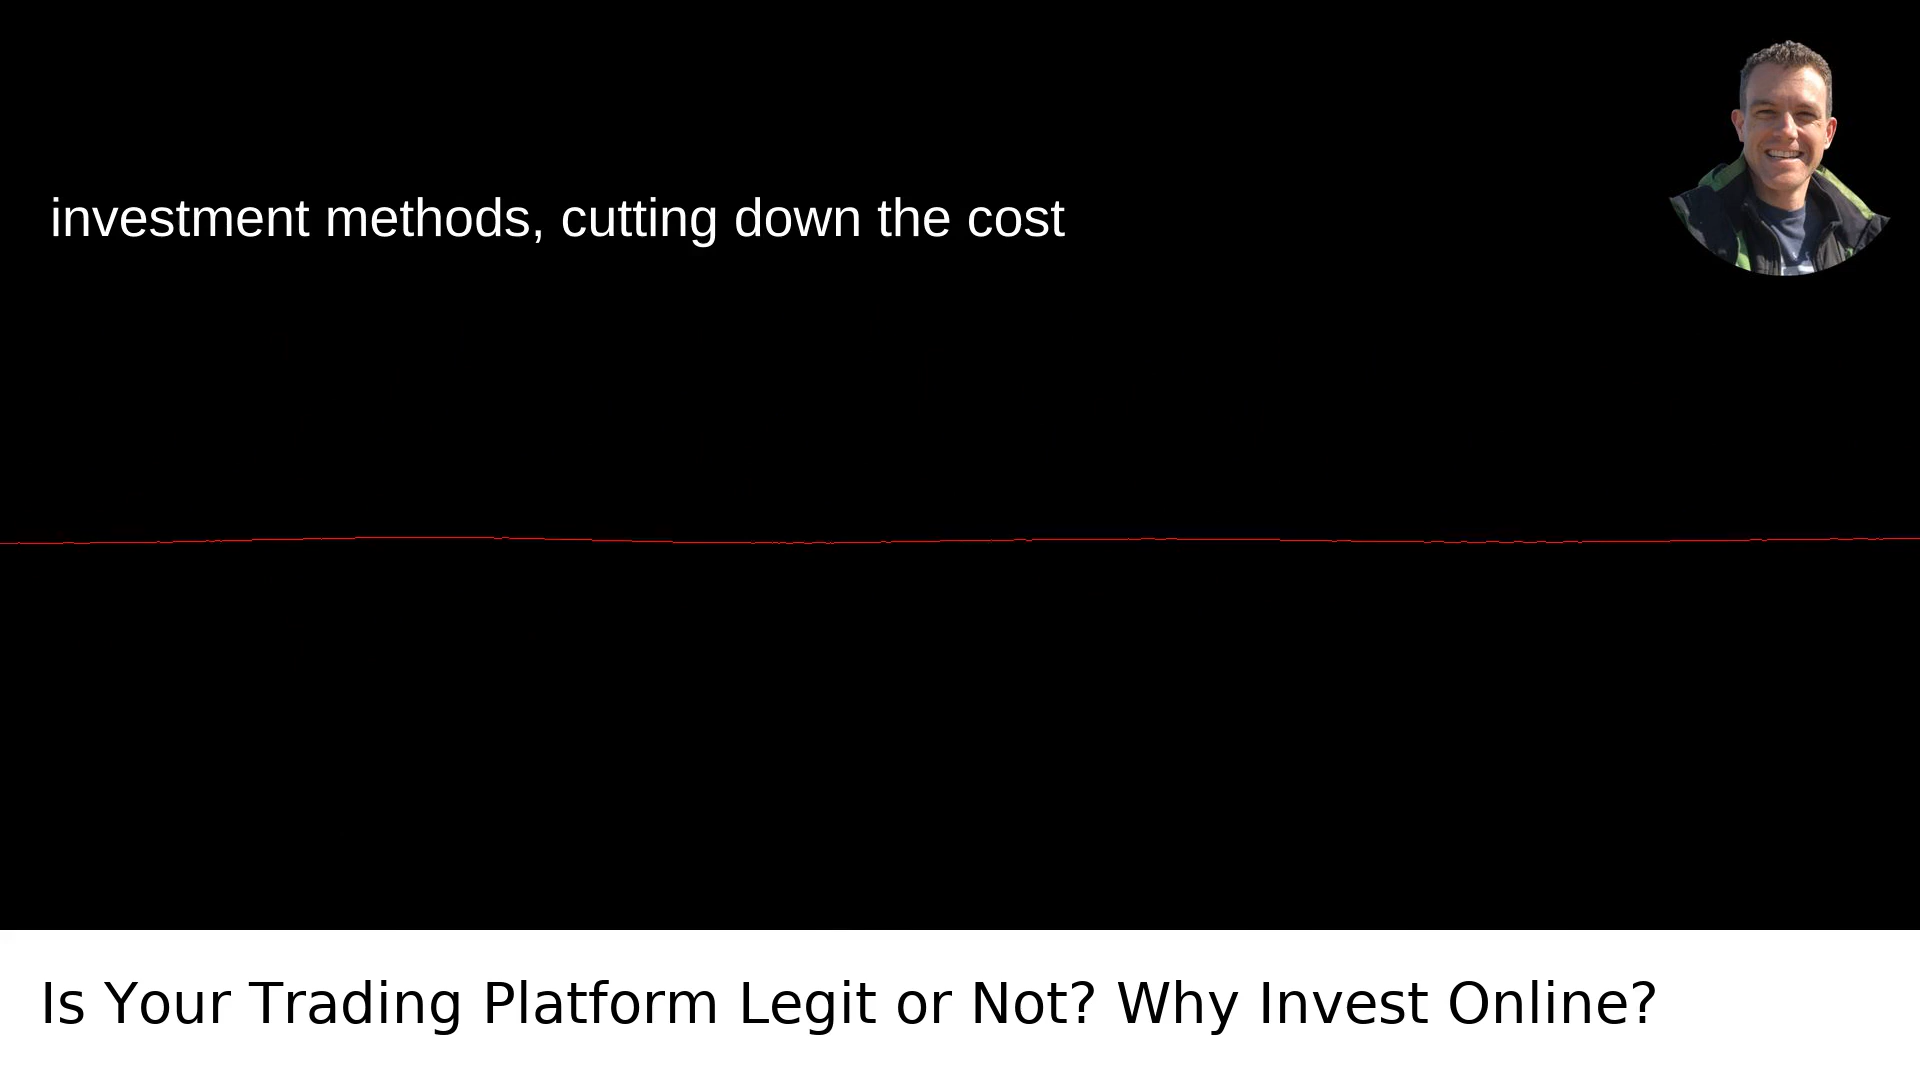 investment methods, cutting down the cost
Is Your Trading Platform Legit or Not? Why Invest Online?